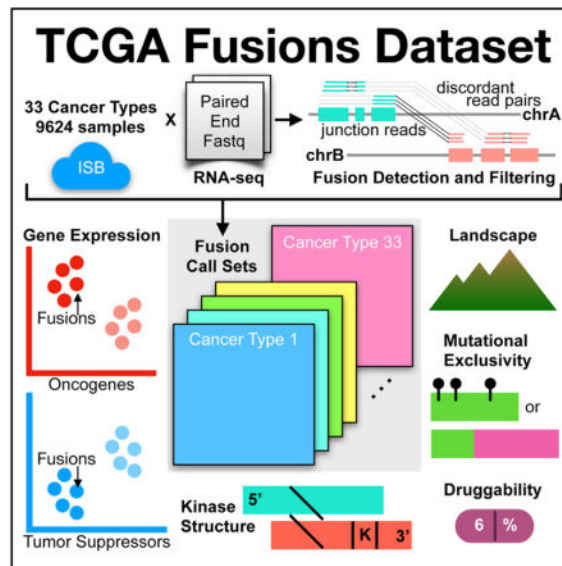 TCGA Fusions Dataset
33 Cancer Types
9624 samples
ISB
X
Paired
End
Fastq
RNA-seq
discordant
read pairs
chrA
junction reads
chrB
Fusion Detection and Filtering
Gene Expression
Fusions
Oncogenes
Fusions
Tumor Suppressors
Fusion
Call Sets
Cancer Type 33
Cancer Type 1
Kinase
Structure
5’
K
3’
Landscape
Mutational
Exclusivity
or
Druggability
6 %